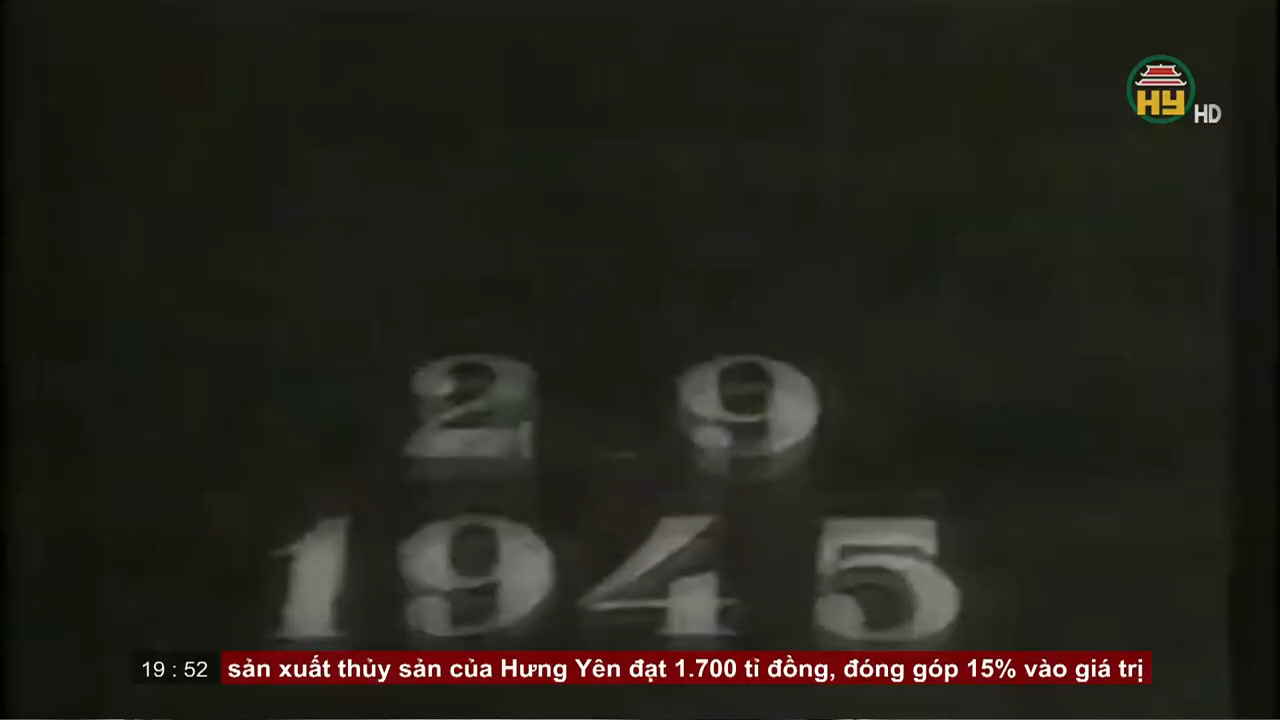 HY HD
2 9
1945
19 : 52 sản xuất thủy sản của Hưng Yên đạt 1.700 tỉ đồng, đóng góp 15% vào giá trị